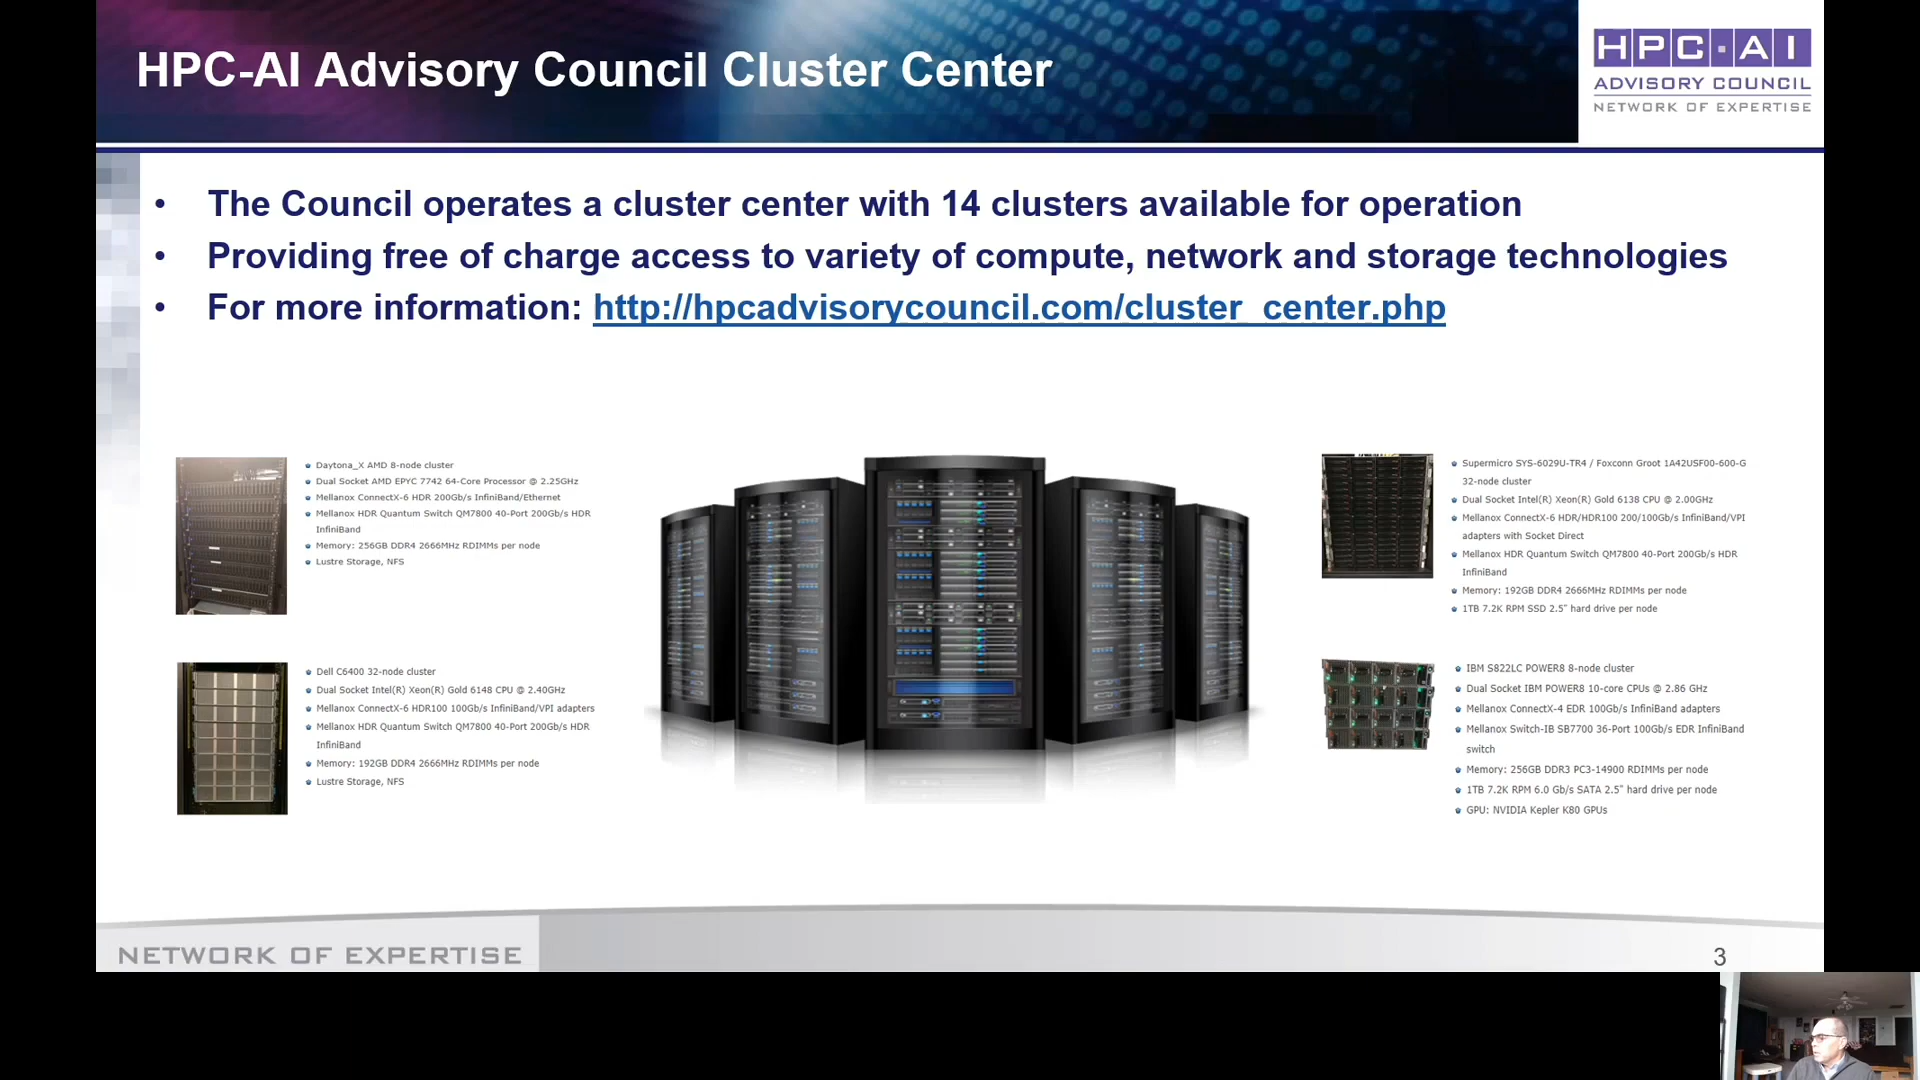 HPC-AI Advisory Council Cluster Center
HPC·AI
ADVISORY COUNCIL
NETWORK OF EXPERTISE
• The Council operates a cluster center with 14 clusters available for operation
• Providing free of charge access to variety of compute, network and storage technologies
• For more information: http://hpcadvisorycouncil.com/cluster_center.php
Daytona_X AMD 8-node cluster
Dual Socket AMD EPYC 7742 64-Core Processor @ 2.25GHz
Mellanox ConnectX-6 HDR 200Gb/s InfiniBand/Ethernet
Mellanox HDR Quantum Switch QM7800 40-Port 200Gb/s HDR
InfiniBand
Memory: 256GB DDR4 2666MHz RDIMMs per node
Lustre Storage, NFS
Dell C6400 32-node cluster
Dual Socket Intel(R) Xeon(R) Gold 6148 CPU @ 2.40GHz
Mellanox ConnectX-6 HDR100 100Gb/s InfiniBand/VPI adapters
Mellanox HDR Quantum Switch QM7800 40-Port 200Gb/s HDR
InfiniBand
Memory: 192GB DDR4 2666MHz RDIMMs per node
Lustre Storage, NFS
Supermicro SYS-6029U-TR4 / Foxconn Groot 1A42USF00-600-G
32-node cluster
Dual Socket Intel(R) Xeon(R) Gold 6138 CPU @ 2.00GHz
Mellanox ConnectX-6 HDR/HDR100 200/100Gb/s InfiniBand/VPI
adapters with Socket Direct
Mellanox HDR Quantum Switch QM7800 40-Port 200Gb/s HDR
InfiniBand
Memory: 192GB DDR4 2666MHz RDIMMs per node
1TB 7.2K RPM SSD 2.5" hard drive per node
IBM S822LC POWER8 8-node cluster
Dual Socket IBM POWER8 10-core CPUs @ 2.86 GHz
Mellanox ConnectX-4 EDR 100Gb/s InfiniBand adapters
Mellanox Switch-IB SB7700 36-Port 100Gb/s EDR InfiniBand
switch
Memory: 256GB DDR3 PC3-14900 RDIMMs per node
1TB 7.2K RPM 6.0 Gb/s SATA 2.5" hard drive per node
GPU: NVIDIA Kepler K80 GPUs
NETWORK OF EXPERTISE
3